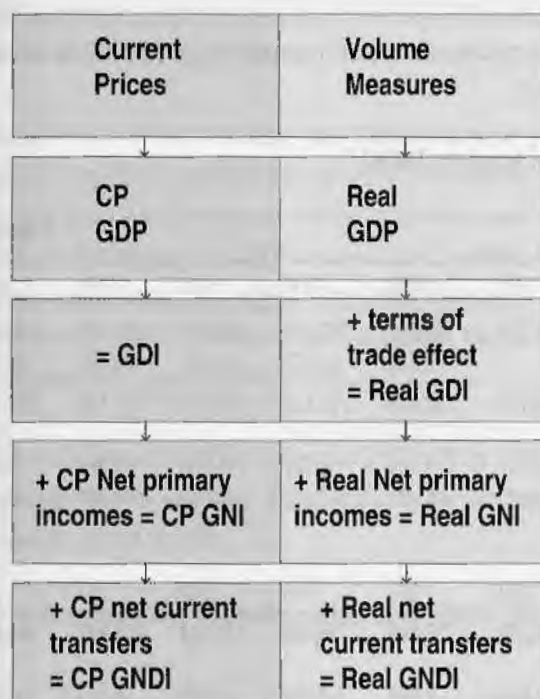 Current
Prices
Volume
Measures
CP
GDP
Real
GDP
= GDI
+ terms of
trade effect
= Real GDI
+ CP Net primary
incomes = CP GNI
+ Real Net primary
incomes = Real GNI
+ CP net current
transfers
= CP GNDI
+ Real net
current transfers
= Real GNDI